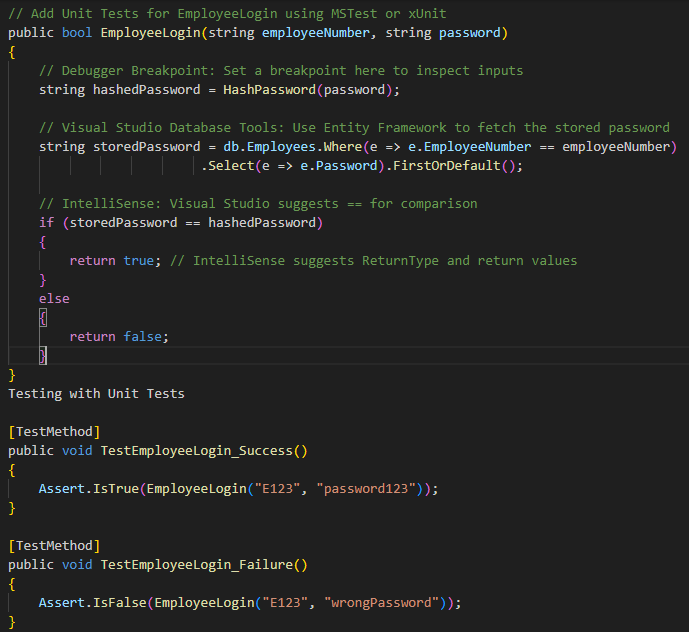 // Add Unit Tests for EmployeeLogin using MSTest or xUnit
public bool EmployeeLogin(string employeeNumber, string password)
{
    // Debugger Breakpoint: Set a breakpoint here to inspect inputs
    string hashedPassword = HashPassword(password);

    // Visual Studio Database Tools: Use Entity Framework to fetch the stored password
    string storedPassword = db.Employees.Where(e => e.EmployeeNumber == employeeNumber)
                         .Select(e => e.Password).FirstOrDefault();

    // IntelliSense: Visual Studio suggests == for comparison
    if (storedPassword == hashedPassword)
    {
        return true; // IntelliSense suggests ReturnType and return values
    }
    else
    {
        return false;
    }
}
Testing with Unit Tests

[TestMethod]
public void TestEmployeeLogin_Success()
{
    Assert.IsTrue(EmployeeLogin("E123", "password123"));
}

[TestMethod]
public void TestEmployeeLogin_Failure()
{
    Assert.IsFalse(EmployeeLogin("E123", "wrongPassword"));
}